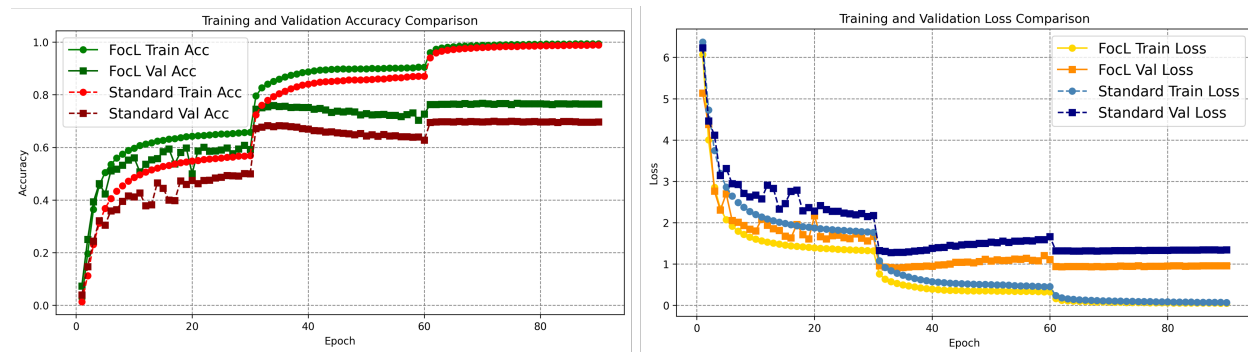 Training and Validation Accuracy Comparison
1.0
0.8
0.6
0.4
0.2
0.0
Accuracy
FocL Train Acc
FocL Val Acc
Standard Train Acc
Standard Val Acc
0
20
40
60
80
Epoch
Training and Validation Loss Comparison
6
5
4
3
2
1
0
Loss
FocL Train Loss
FocL Val Loss
Standard Train Loss
Standard Val Loss
0
20
40
60
80
Epoch